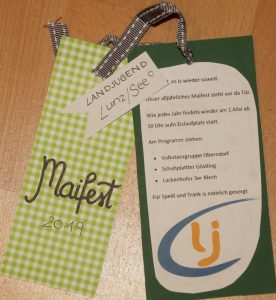 LANDJUGEND
Lunz/See
Maifest
2019
, es ist wieder soweit.
Unser alljährliches Maifest steht vor da Tür.
Wie jedes Jahr findets wieder am 1.Mai ab
10 Uhr aufn Eislaufplatz statt.
Am Programm stehen:
• Volkstanzgruppe Oberndorf
• Schuhplattler Gössling
• Lackenhofer 3er-Blech
Für Speiß und Trank is natürlich gesorgt
lj